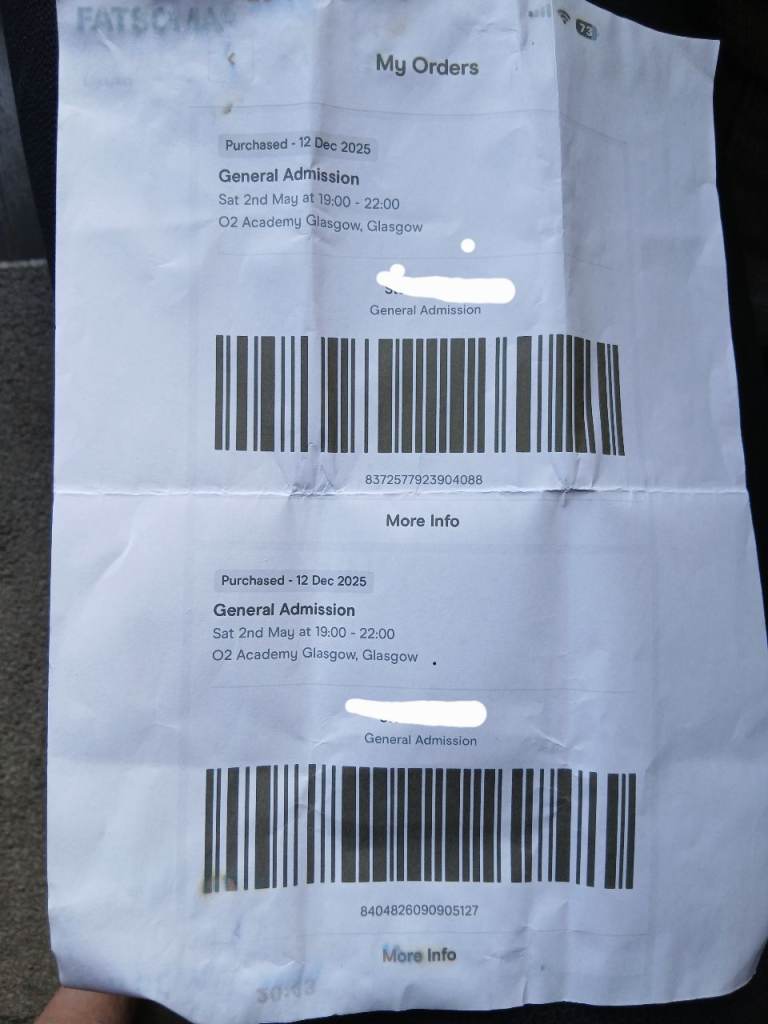 FATSOMA
73
My Orders
Purchased - 12 Dec 2025
General Admission
Sat 2nd May at 19:00 - 22:00
O2 Academy Glasgow, Glasgow
General Admission
8372577923904088
More Info
Purchased - 12 Dec 2025
General Admission
Sat 2nd May at 19:00 - 22:00
O2 Academy Glasgow, Glasgow
General Admission
8404826090905127
More Info